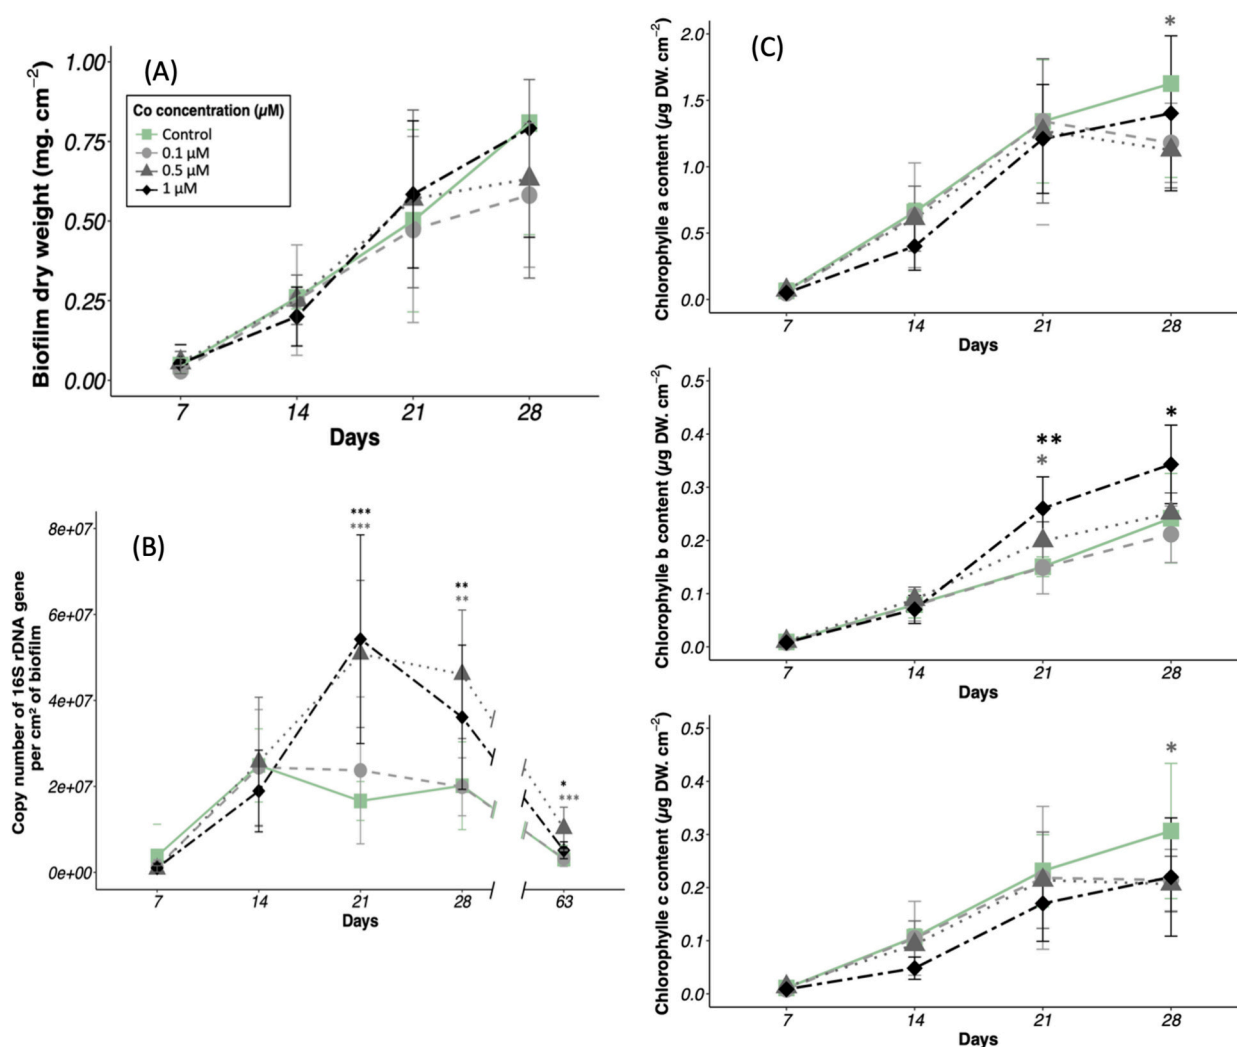 (A)
Biofilm dry weight (mg. cm⁻²)
1.00
0.75
0.50
0.25
0.00
Co concentration (µM)
Control
0.1 µM
0.5 µM
1 µM
7 14 21 28
Days
(B)
Copy number of 16S rDNA gene
per cm² of biofilm
8e+07
6e+07
4e+07
2e+07
0e+00
***
***
**
**
*
***
7 14 21 28 63
Days
(C)
Chlorophylle a content (µg DW. cm⁻²)
2.0
1.5
1.0
0.5
0.0
*
7 14 21 28
Days
Chlorophylle b content (µg DW. cm⁻²)
0.5
0.4
0.3
0.2
0.1
0.0
**
*
*
7 14 21 28
Days
Chlorophylle c content (µg DW. cm⁻²)
0.5
0.4
0.3
0.2
0.1
0.0
*
7 14 21 28
Days